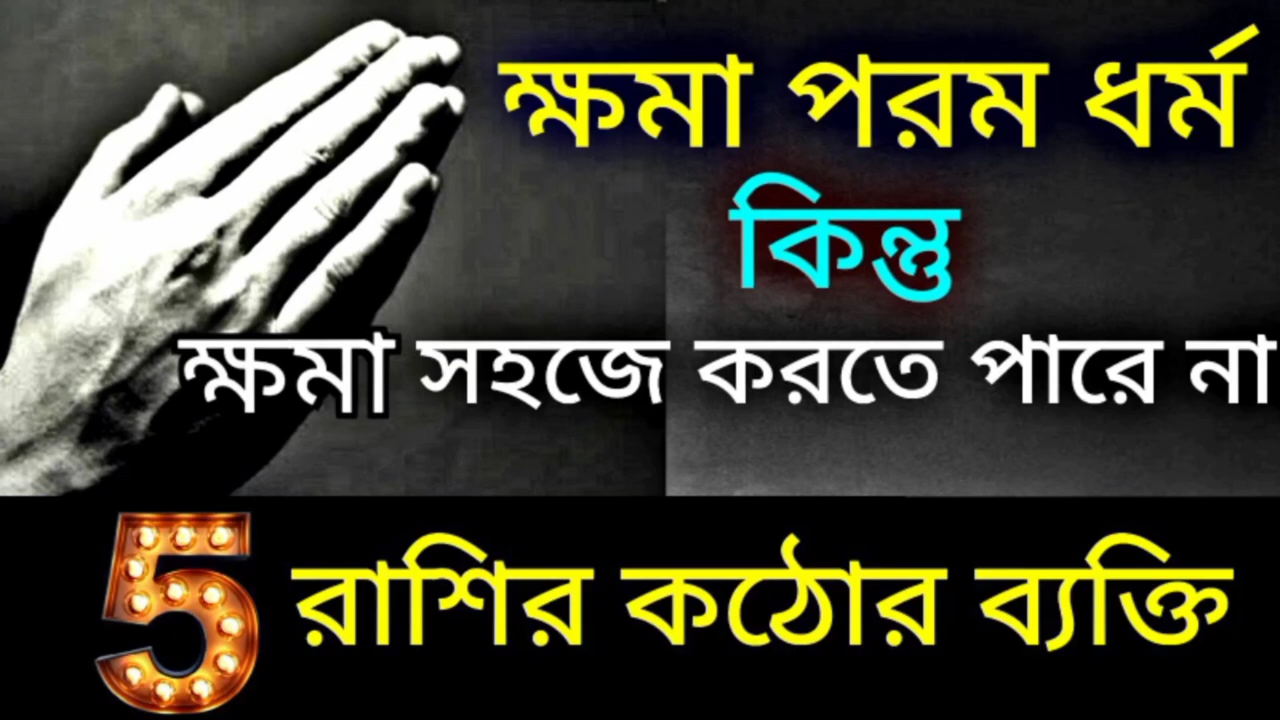 ক্ষমা পরম ধর্ম
কিন্তু
ক্ষমা সহজে করতে পারে না
5 রাশির কঠোর ব্যক্তি